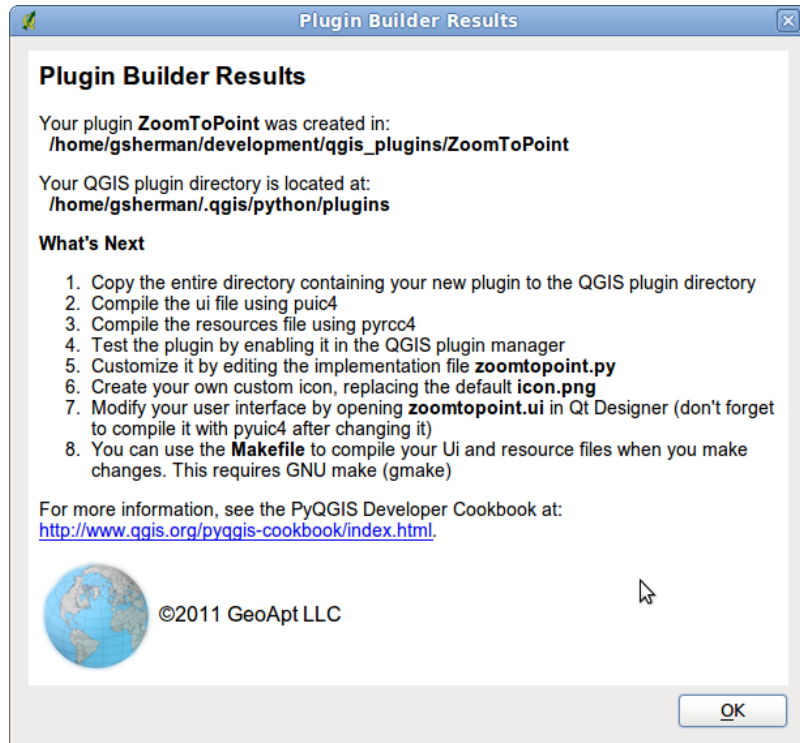 Plugin Builder Results
Plugin Builder Results
Your plugin ZoomToPoint was created in:
/home/gsherman/development/qgis_plugins/ZoomToPoint
Your QGIS plugin directory is located at:
/home/gsherman/.qgis/python/plugins
What's Next
1. Copy the entire directory containing your new plugin to the QGIS plugin directory
2. Compile the ui file using puic4
3. Compile the resources file using pyrcc4
4. Test the plugin by enabling it in the QGIS plugin manager
5. Customize it by editing the implementation file zoomtopoint.py
6. Create your own custom icon, replacing the default icon.png
7. Modify your user interface by opening zoomtopoint.ui in Qt Designer (don't forget
to compile it with pyuic4 after changing it)
8. You can use the Makefile to compile your Ui and resource files when you make
changes. This requires GNU make (gmake)
For more information, see the PyQGIS Developer Cookbook at:
http://www.qgis.org/pyqgis-cookbook/index.html.
©2011 GeoApt LLC
OK